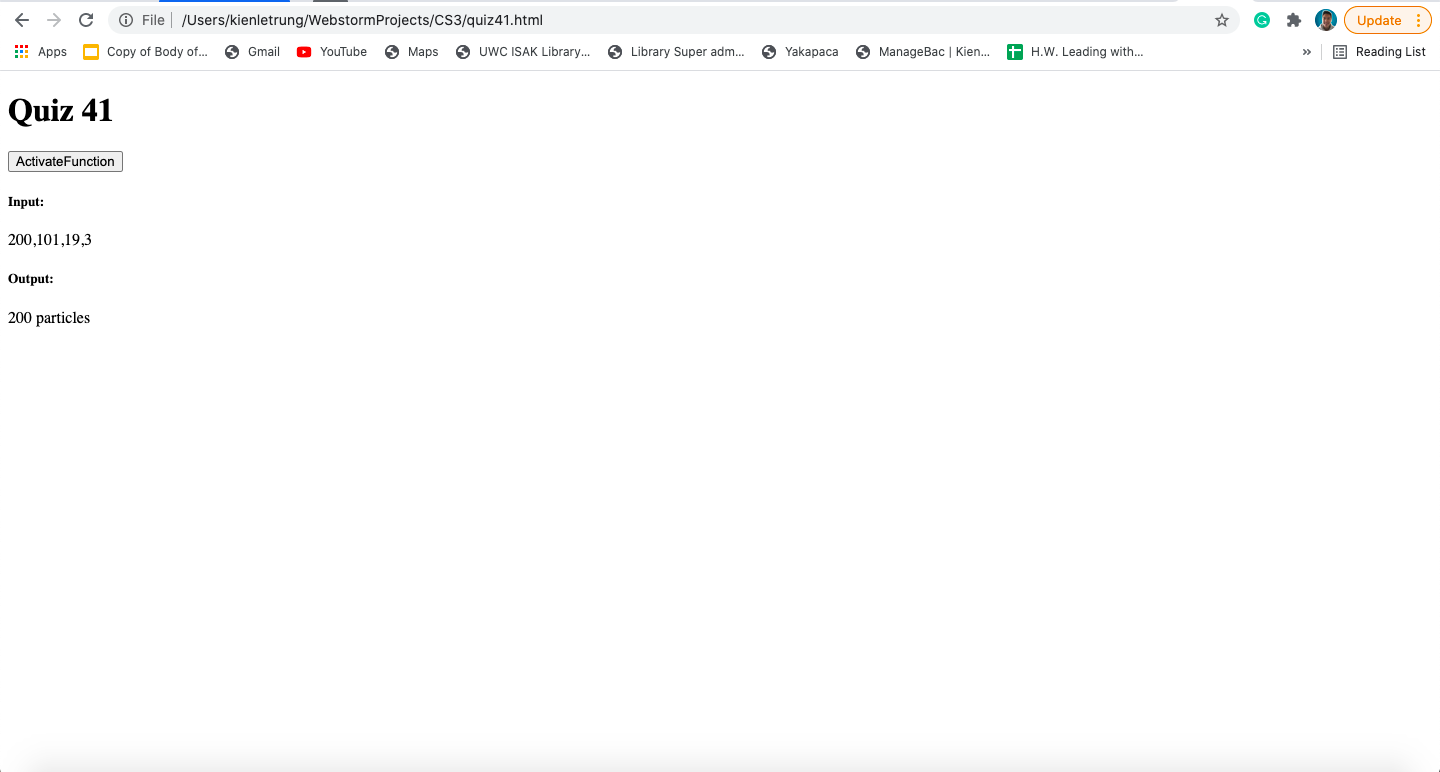 File /Users/kienletrung/WebstormProjects/CS3/quiz41.html Update
Apps Copy of Body of... Gmail YouTube Maps UWC ISAK Library... Library Super adm... Yakapaca ManageBac | Kien... H.W. Leading with... » Reading List
Quiz 41
ActivateFunction
Input:
200,101,19,3
Output:
200 particles